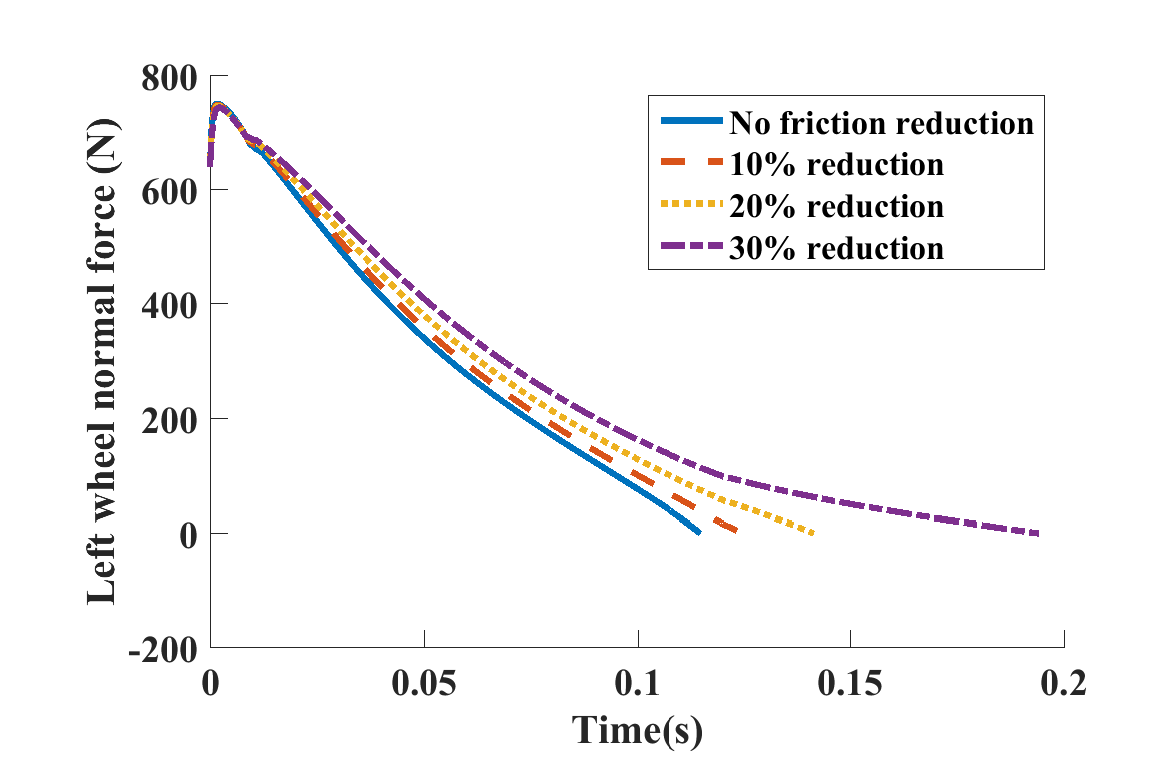 800
600
400
200
0
-200
Left wheel normal force (N)
No friction reduction
10% reduction
20% reduction
30% reduction
0
0.05
0.1
0.15
0.2
Time(s)